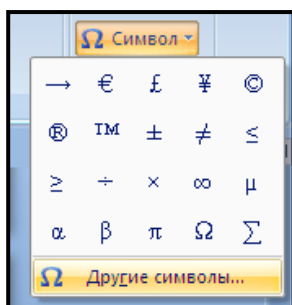 Ω Символ
→ € £ ¥ ©
® ™ ± ≠ ≤
≥ ÷ × ∞ µ
α β π Ω ∑
Ω Другие символы...